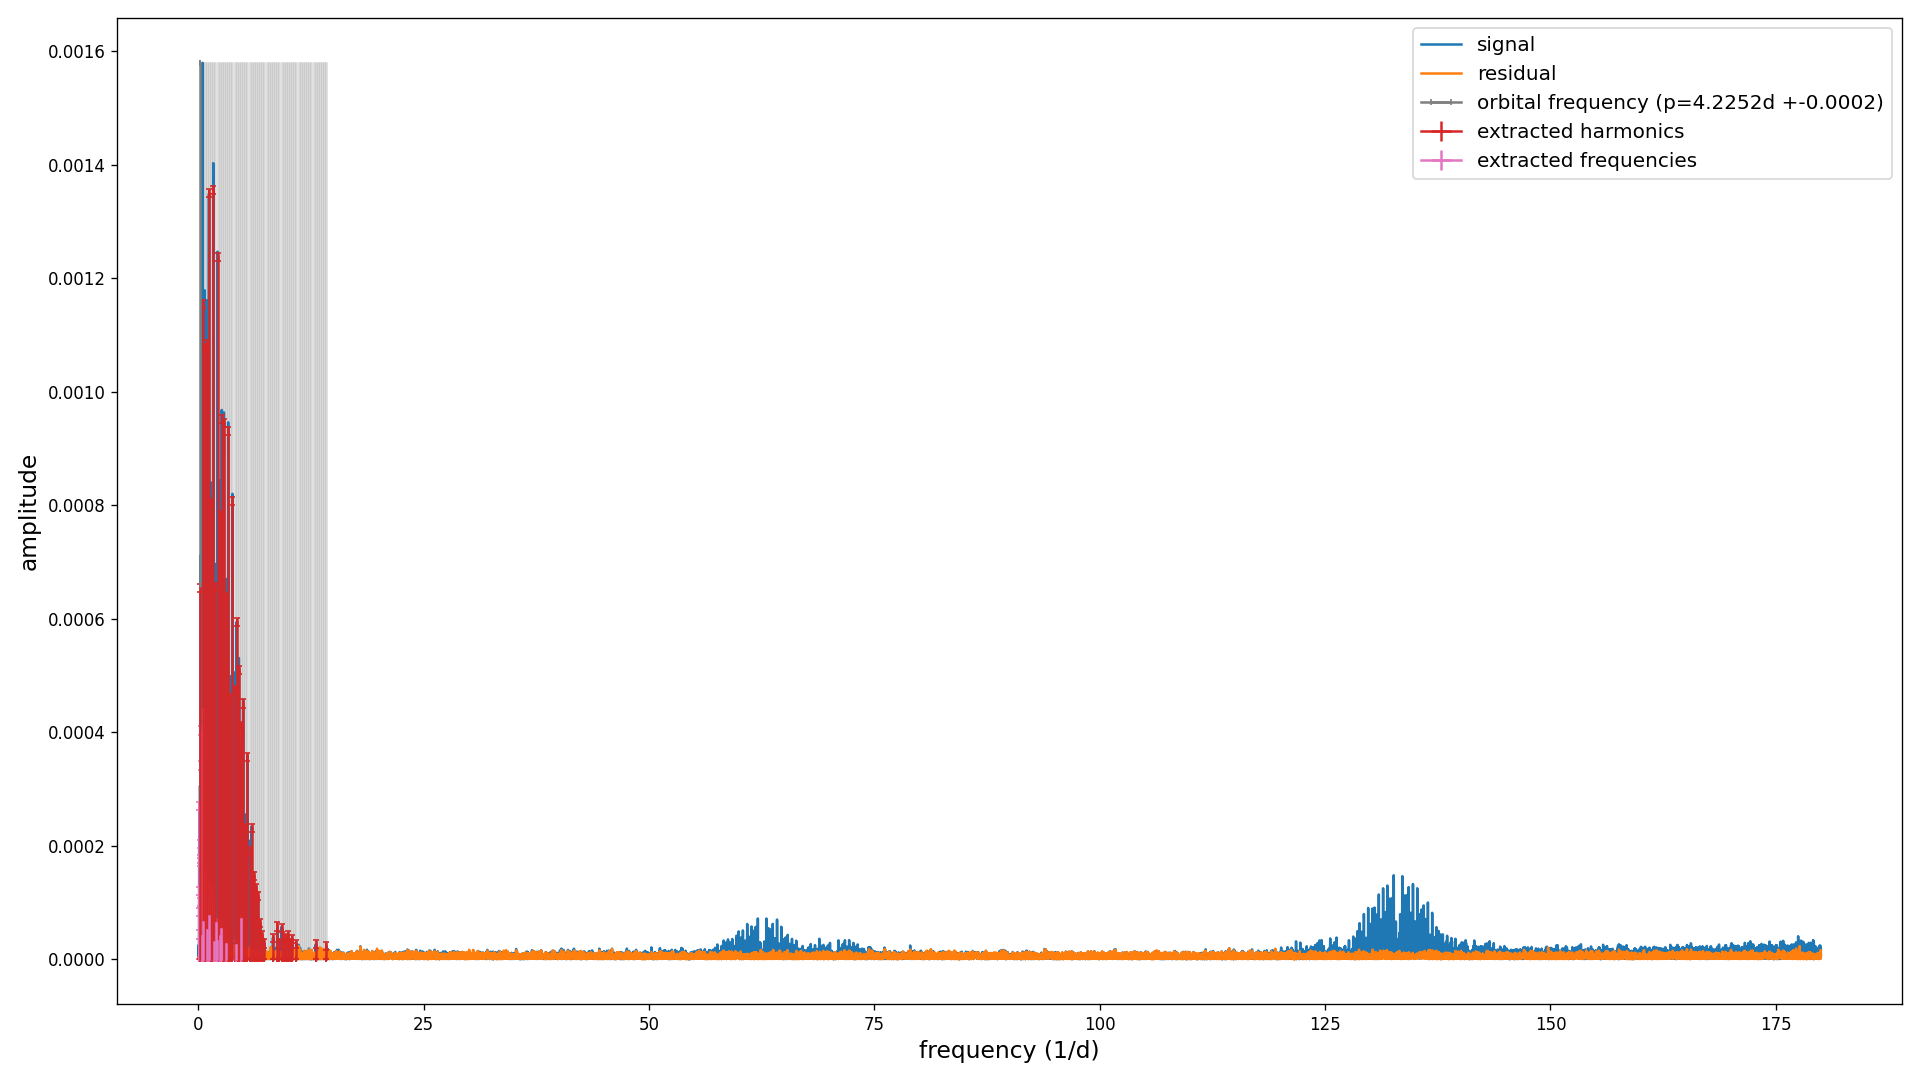 signal
residual
orbital frequency (p=4.2252d +-0.0002)
extracted harmonics
extracted frequencies
0.0016
0.0014
0.0012
0.0010
0.0008
0.0006
0.0004
0.0002
0.0000
amplitude
0 25 50 75 100 125 150 175
frequency (1/d)